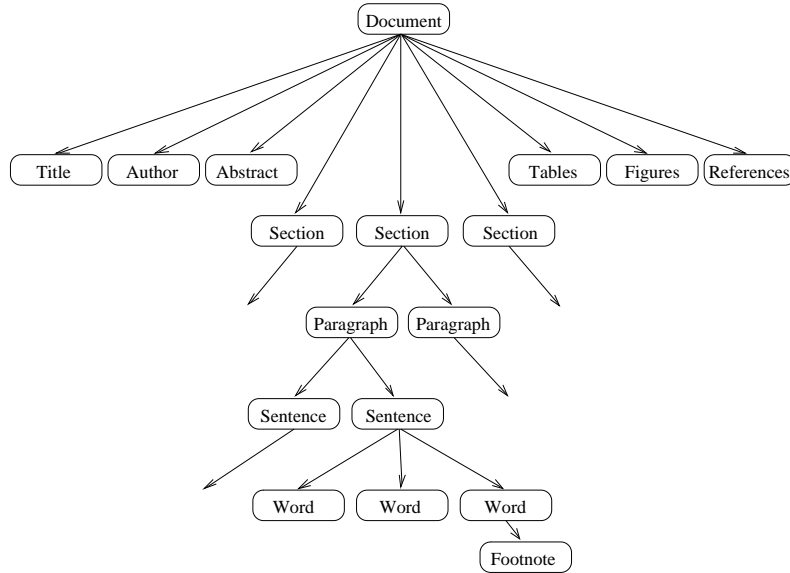 Document
Title Author Abstract Tables Figures References
Section Section Section
Paragraph Paragraph
Sentence Sentence
Word Word Word
Footnote